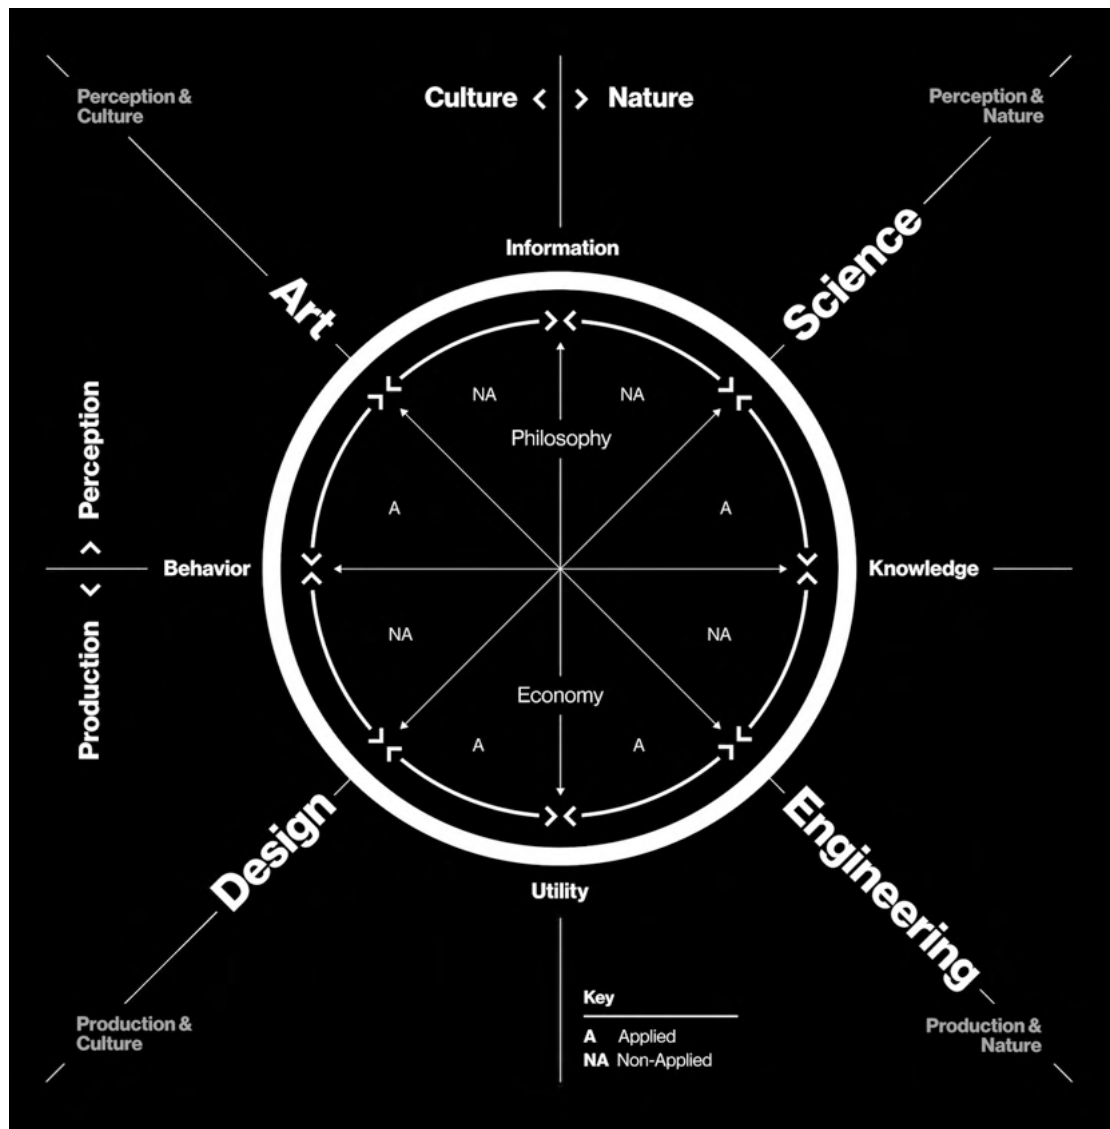 Perception &
Culture
Culture < > Nature
Perception &
Nature
Information
Art
Science
NA
NA
Philosophy
A
A
Production < > Perception
Behavior
Knowledge
NA
NA
Economy
A
A
Design
Engineering
Utility
Key
A Applied
NA Non-Applied
Production &
Culture
Production &
Nature